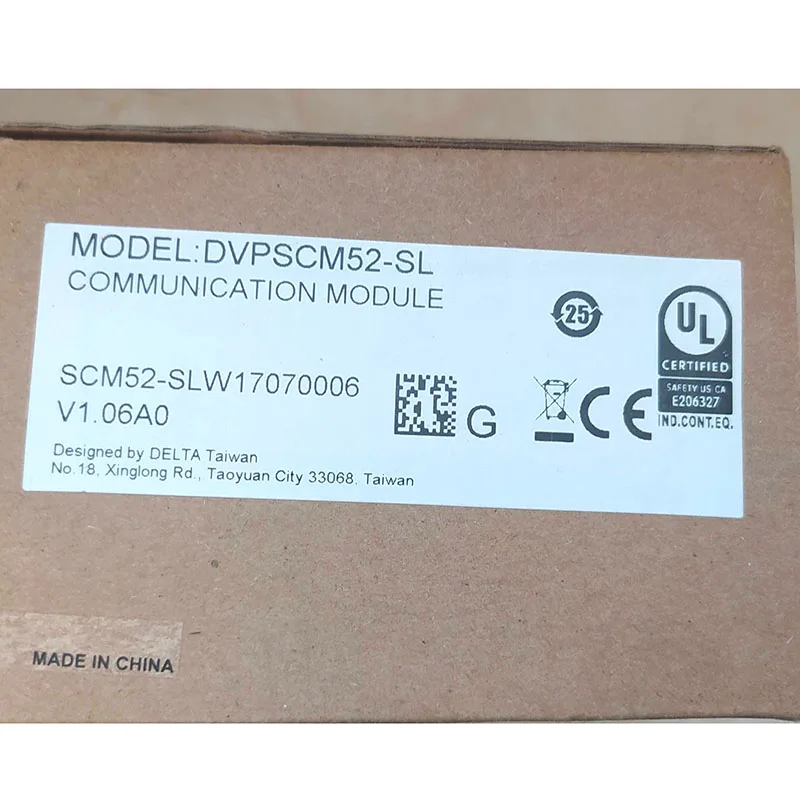 MODEL:DVPSCM52-SL
COMMUNICATION MODULE
25
UL
CERTIFIED
SAFETY US CA
E206327
IND.CONT.EQ.
SCM52-SLW17070006
V1.06A0
G
CE
Designed by DELTA Taiwan
No.18, Xinglong Rd., Taoyuan City 33068, Taiwan
MADE IN CHINA